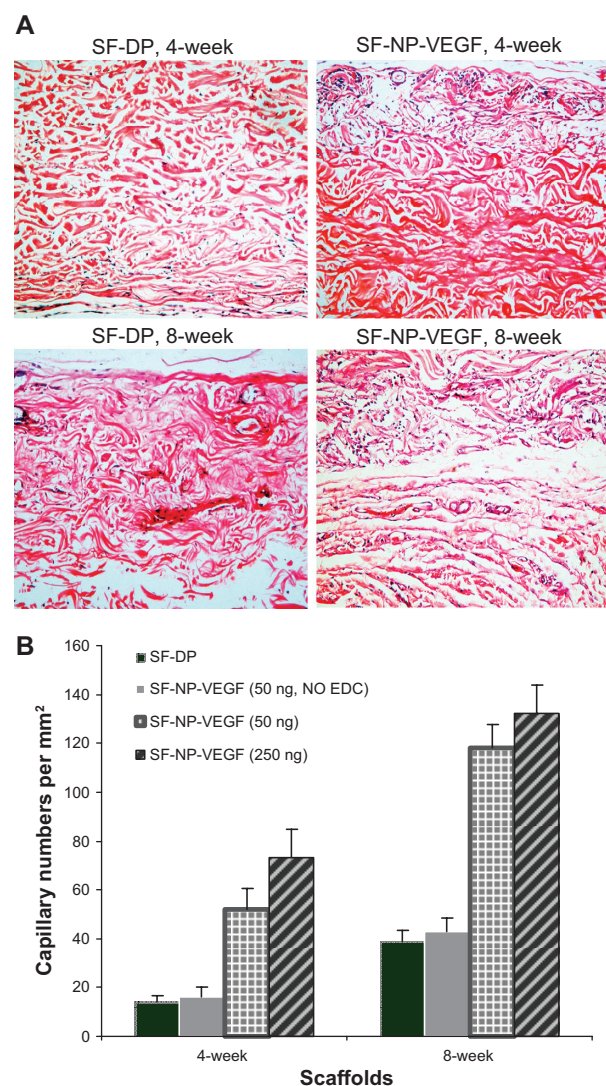 A
SF-DP, 4-week
SF-NP-VEGF, 4-week
SF-DP, 8-week
SF-NP-VEGF, 8-week
B
160
140
120
100
80
60
40
20
0
Capillary numbers per mm²
SF-DP
SF-NP-VEGF (50 ng, NO EDC)
SF-NP-VEGF (50 ng)
SF-NP-VEGF (250 ng)
4-week
8-week
Scaffolds